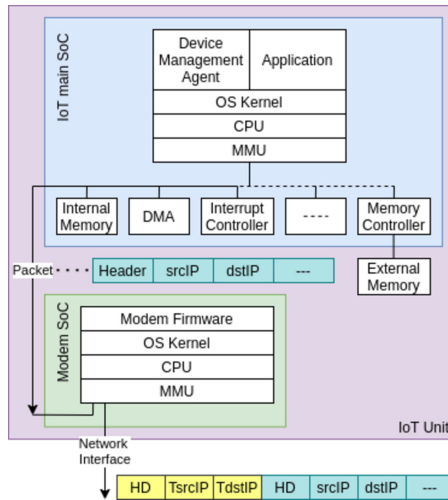 IoT main SoC
Device
Management
Agent
Application
OS Kernel
CPU
MMU
Internal
Memory
DMA
Interrupt
Controller
----
Memory
Controller
Packet
Header srcIP dstIP ---
External
Memory
Modem SoC
Modem Firmware
OS Kernel
CPU
MMU
IoT Unit
Network
Interface
HD TsrcIP TdstIP HD srcIP dstIP ---